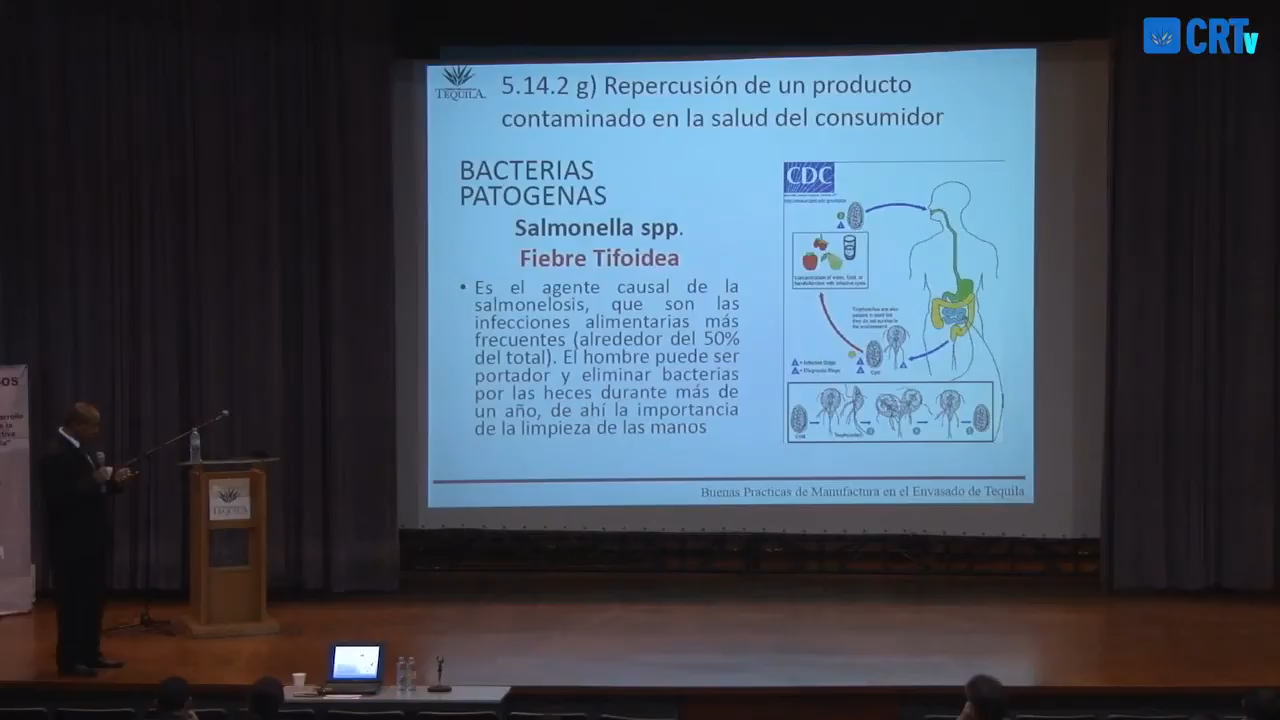 CRTv
TEQUILA
5.14.2 g) Repercusión de un producto
contaminado en la salud del consumidor
BACTERIAS
PATOGENAS
Salmonella spp.
Fiebre Tifoidea
• Es el agente causal de la
salmonelosis, que son las
infecciones alimentarias más
frecuentes (alrededor del 50%
del total). El hombre puede ser
portador y eliminar bacterias
por las heces durante más de
un año, de ahí la importancia
de la limpieza de las manos
CDC
Buenas Practicas de Manufactura en el Envasado de Tequila
TEQUILA